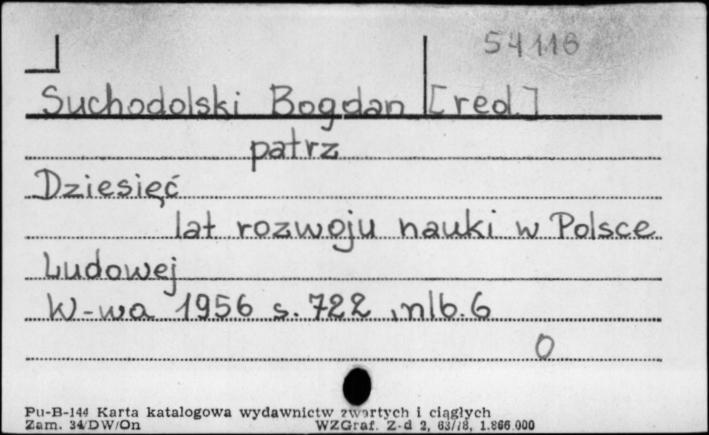 54116
Suchodolski Bogdan [red.]
patrz
Dziesięć
lat rozwoju nauki w Polsce
Ludowej
W-wa 1956 s. 722, nlb. 6
O
Pu-B-144 Karta katalogowa wydawnictw zwartych i ciągłych
Zam. 34/DW/On WZGraf. Z-d 2, 63/78, 1.866.000